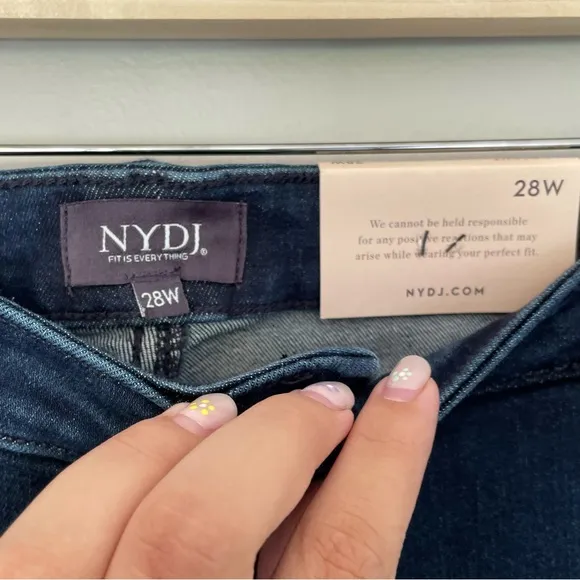 NYDJ®
FIT IS EVERYTHING
28W
28W
We cannot be held responsible
for any positive reactions that may
arise while wearing your perfect fit.
NYDJ.COM